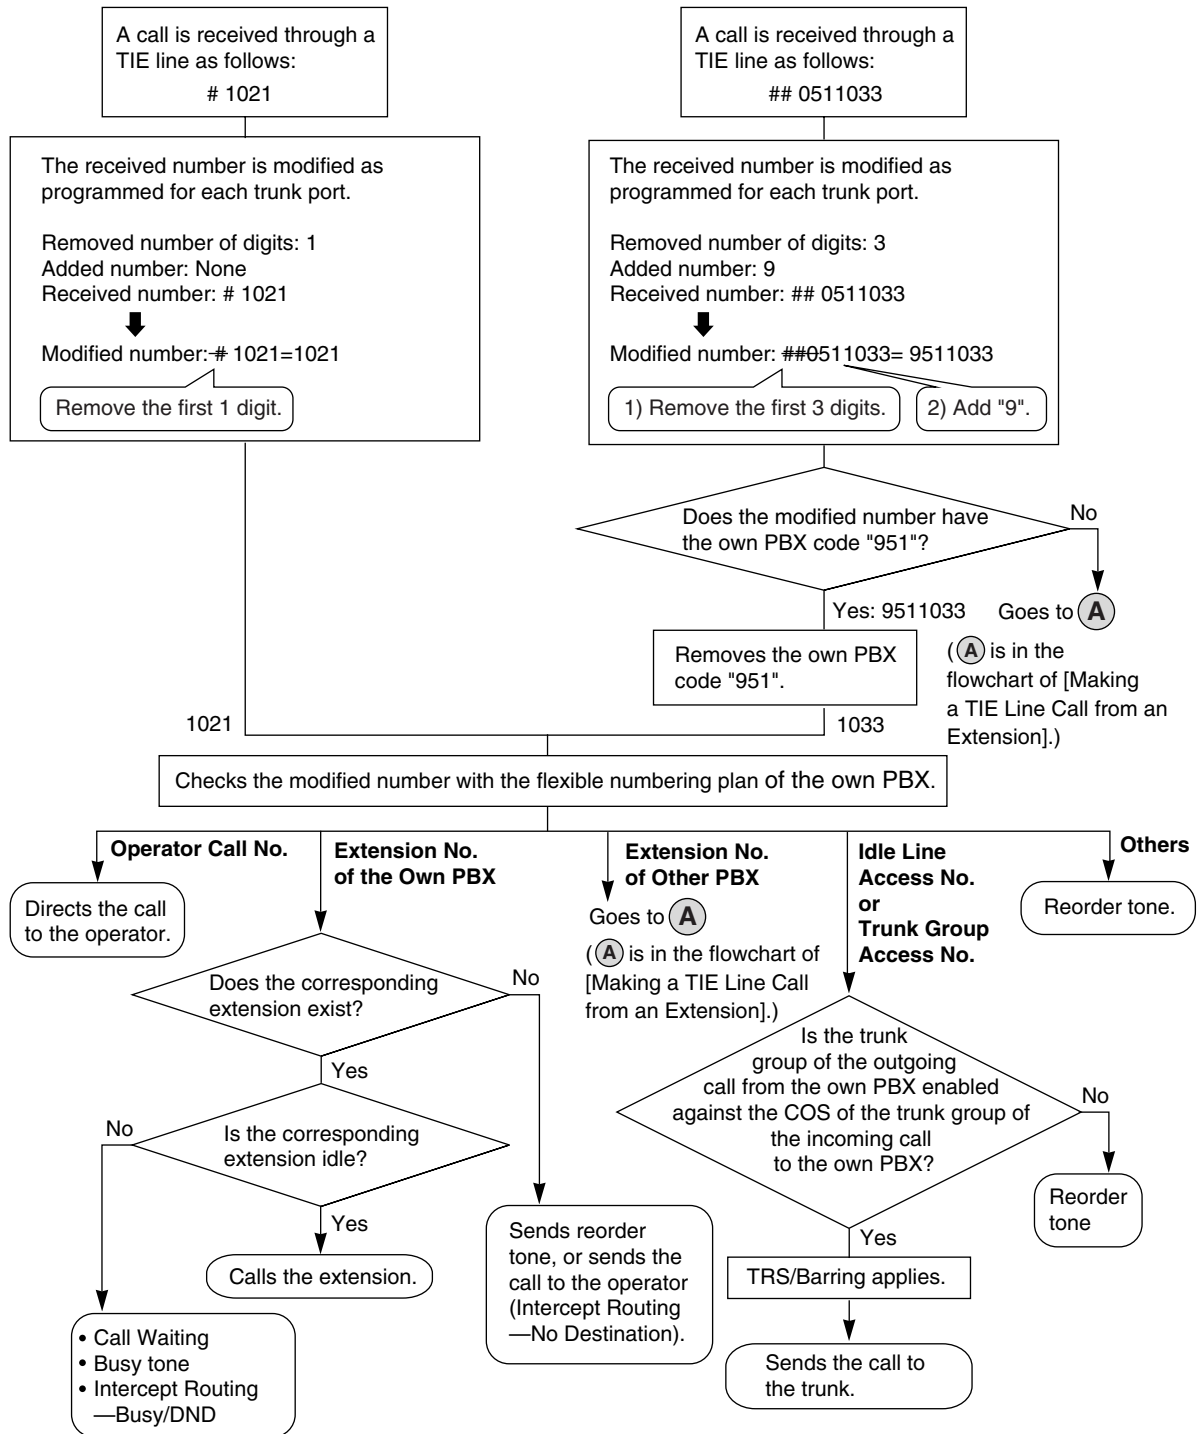 A call is received through a
TIE line as follows:
# 1021
The received number is modified as
programmed for each trunk port.
Removed number of digits: 1
Added number: None
Received number: # 1021
Modified number: # 1021=1021
Remove the first 1 digit.
A call is received through a
TIE line as follows:
## 0511033
The received number is modified as
programmed for each trunk port.
Removed number of digits: 3
Added number: 9
Received number: ## 0511033
Modified number: ##0511033= 9511033
1) Remove the first 3 digits.
2) Add "9".
Does the modified number have
the own PBX code "951"?
No
Goes to A
(A is in the
flowchart of [Making
a TIE Line Call from an
Extension].)
Yes: 9511033
Removes the own PBX
code "951".
1021
1033
Checks the modified number with the flexible numbering plan of the own PBX.
Operator Call No.
Directs the call
to the operator.
Extension No.
of the Own PBX
Does the corresponding
extension exist?
No
Yes
Is the corresponding
extension idle?
No
Yes
Calls the extension.
• Call Waiting
• Busy tone
• Intercept Routing
—Busy/DND
Sends reorder
tone, or sends the
call to the operator
(Intercept Routing
—No Destination).
Extension No.
of Other PBX
Goes to A
(A is in the flowchart of
[Making a TIE Line Call
from an Extension].)
Idle Line
Access No.
or
Trunk Group
Access No.
Is the trunk
group of the outgoing
call from the own PBX enabled
against the COS of the trunk group of
the incoming call
to the own PBX?
No
Reorder
tone
Yes
TRS/Barring applies.
Sends the call to
the trunk.
Others
Reorder tone.